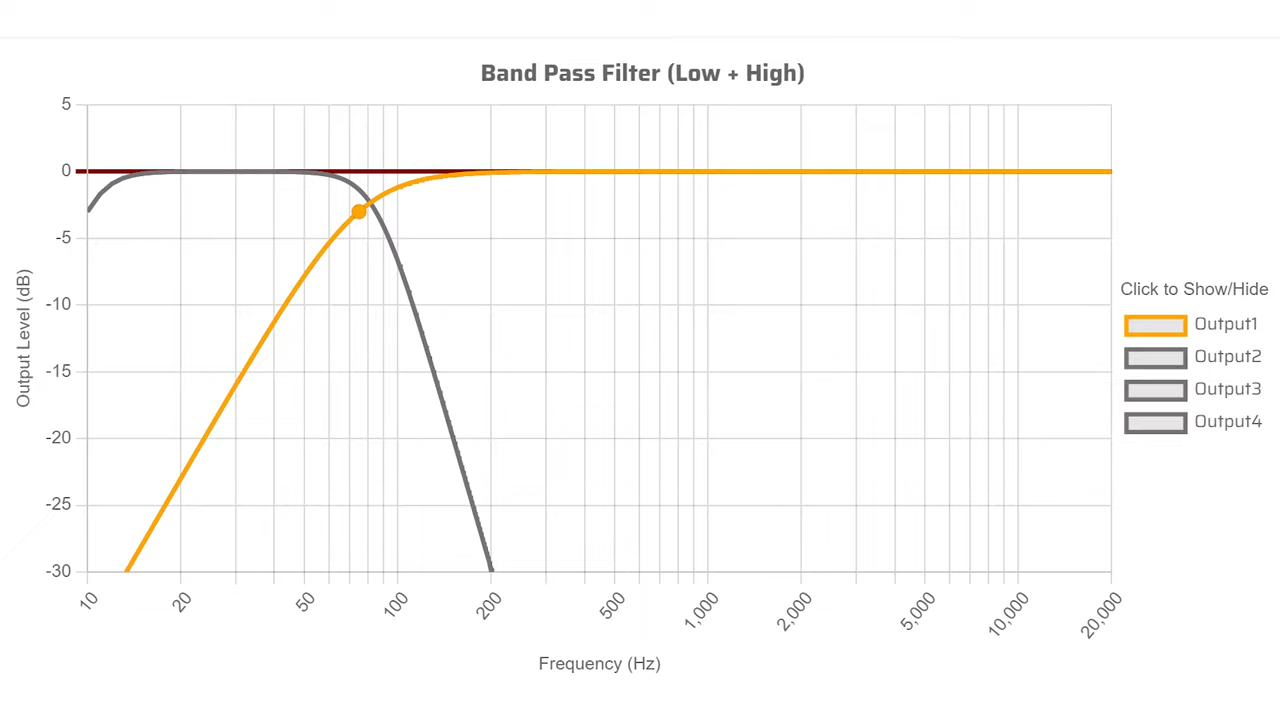 Band Pass Filter (Low + High)
5
0
-5
-10
-15
-20
-25
-30
Output Level (dB)
10
20
50
100
200
500
1,000
2,000
5,000
10,000
20,000
Frequency (Hz)
Click to Show/Hide
Output1
Output2
Output3
Output4